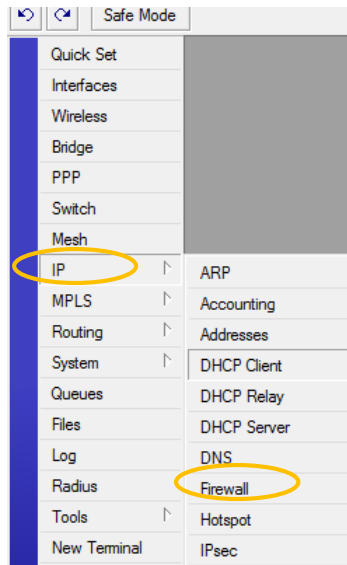 Safe Mode
Quick Set
Interfaces
Wireless
Bridge
PPP
Switch
Mesh
IP
MPLS
Routing
System
Queues
Files
Log
Radius
Tools
New Terminal
ARP
Accounting
Addresses
DHCP Client
DHCP Relay
DHCP Server
DNS
Firewall
Hotspot
IPsec